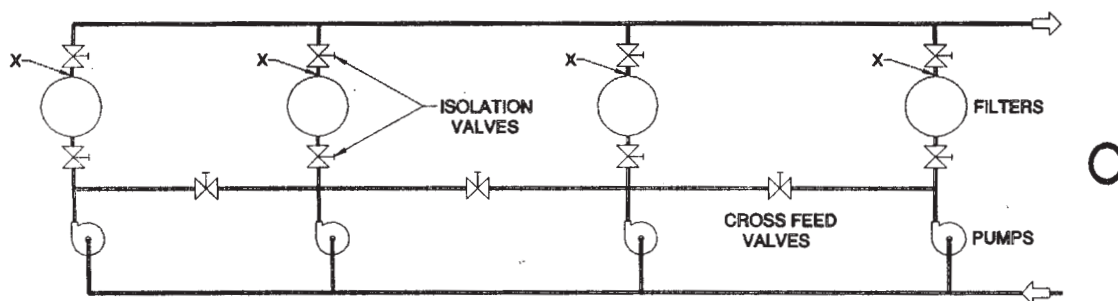 X
X
X
X
ISOLATION
VALVES
FILTERS
CROSS FEED
VALVES
PUMPS